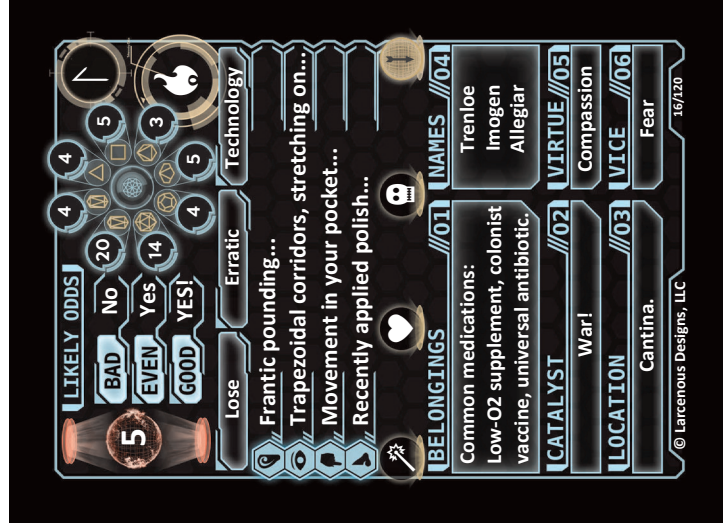 5
LIKELY ODDS
BAD No
EVEN Yes
GOOD YES!
20
4
4
5
3
5
4
14
Lose
Erratic
Technology
Frantic pounding...
Trapezoidal corridors, stretching on...
Movement in your pocket...
Recently applied polish...
BELONGINGS //01
Common medications:
Low-O2 supplement, colonist
vaccine, universal antibiotic.
NAMES //04
Trenloe
Imogen
Allegiar
CATALYST //02
War!
VIRTUE //05
Compassion
LOCATION //03
Cantina.
VICE //06
Fear
© Larcenous Designs, LLC
16/120